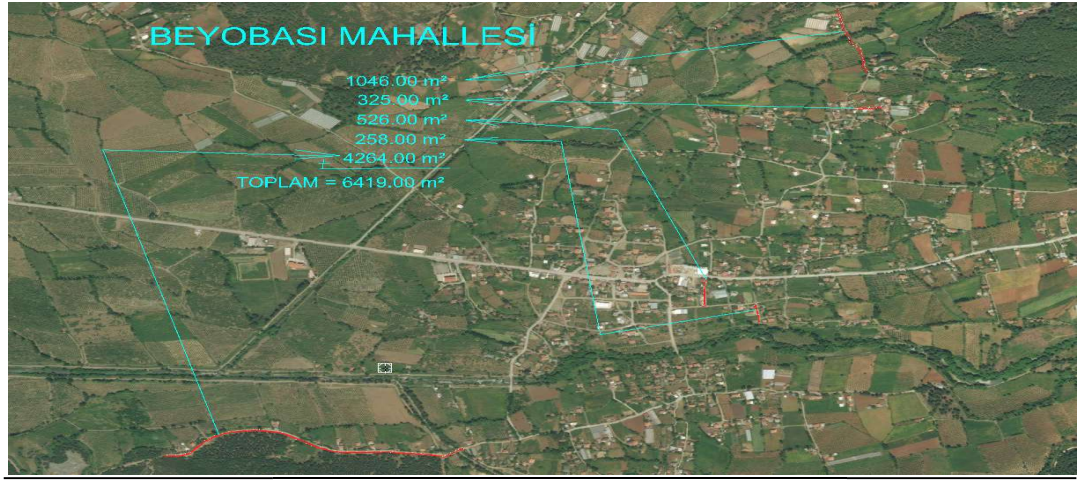 BEYOBASI MAHALLESİ
1046.00 m²
325.00 m²
526.00 m²
258.00 m²
4264.00 m²
TOPLAM = 6419.00 m²